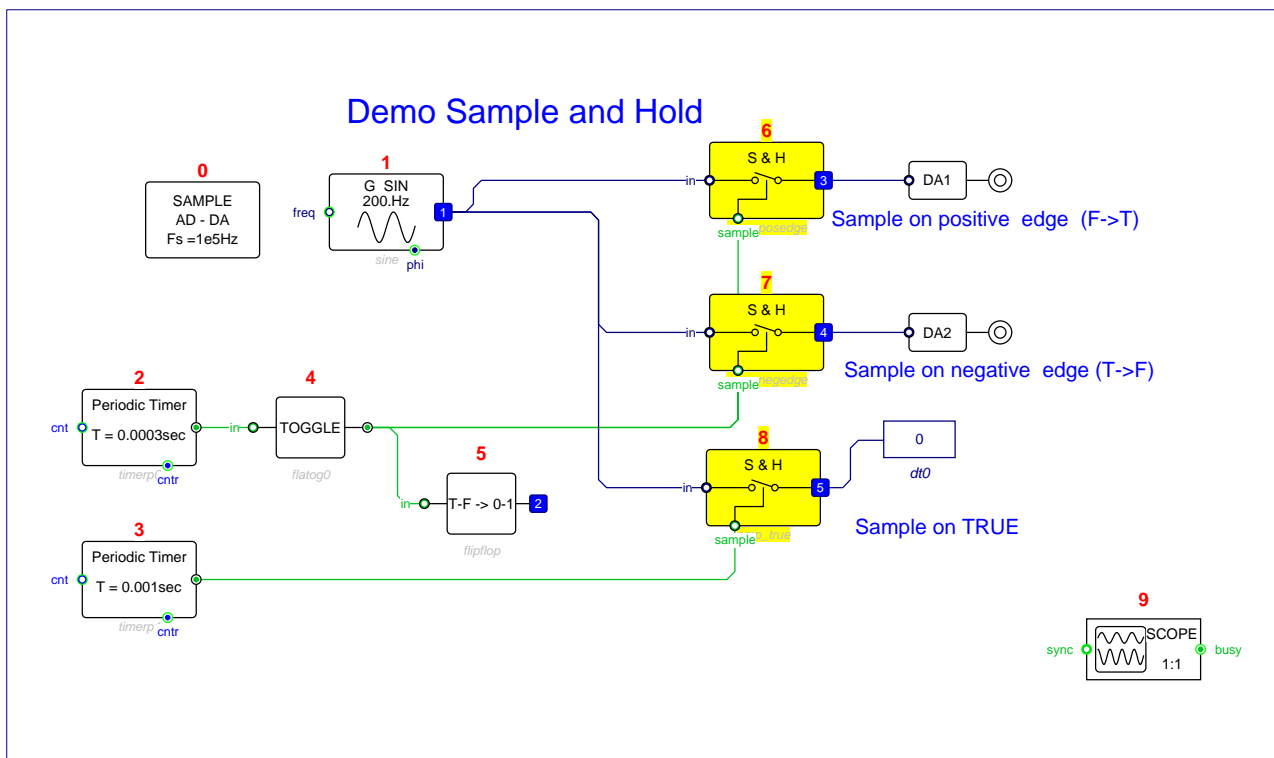 Demo Sample and Hold
0
SAMPLE
AD - DA
Fs =1e5Hz
1
G SIN
200.Hz
freq
1
sine
phi
6
S & H
in
3
sample
posedge
DA1
Sample on positive edge (F->T)
7
S & H
in
4
sample
negedge
DA2
Sample on negative edge (T->F)
2
Periodic Timer
cnt
T = 0.0003sec
cntr
4
in
TOGGLE
flatog0
5
in
T-F -> 0-1
2
flipflop
8
S & H
in
5
sample
0
dt0
Sample on TRUE
3
Periodic Timer
cnt
T = 0.001sec
cntr
9
SCOPE
sync
1:1
busy